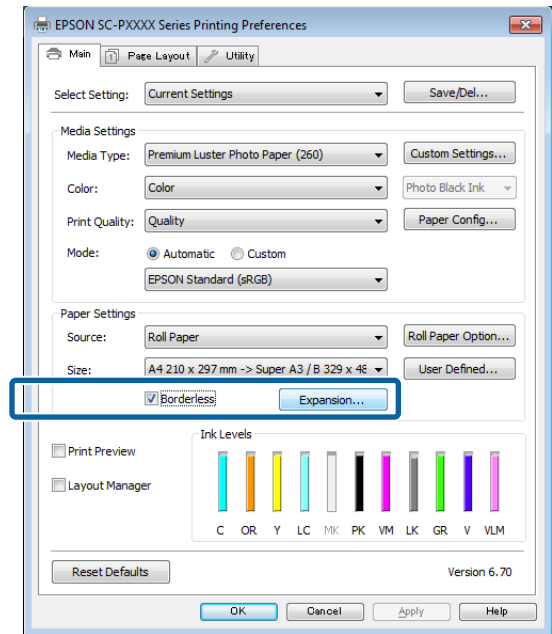 EPSON SC-PXXXX Series Printing Preferences
Main Page Layout Utility
Select Setting: Current Settings Save/Del...
Media Settings
Media Type: Premium Luster Photo Paper (260) Custom Settings...
Color: Color Photo Black Ink
Print Quality: Quality Paper Config...
Mode: Automatic Custom
EPSON Standard (sRGB)
Paper Settings
Source: Roll Paper Roll Paper Option...
Size: A4 210 x 297 mm -> Super A3 / B 329 x 48 User Defined...
Borderless Expansion...
Ink Levels
Print Preview
Layout Manager
C OR Y LC MK PK VM LK GR V VLM
Reset Defaults Version 6.70
OK Cancel Apply Help